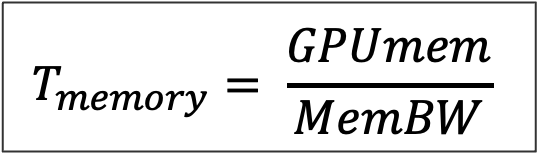 T_memory = GPUmem / MemBW